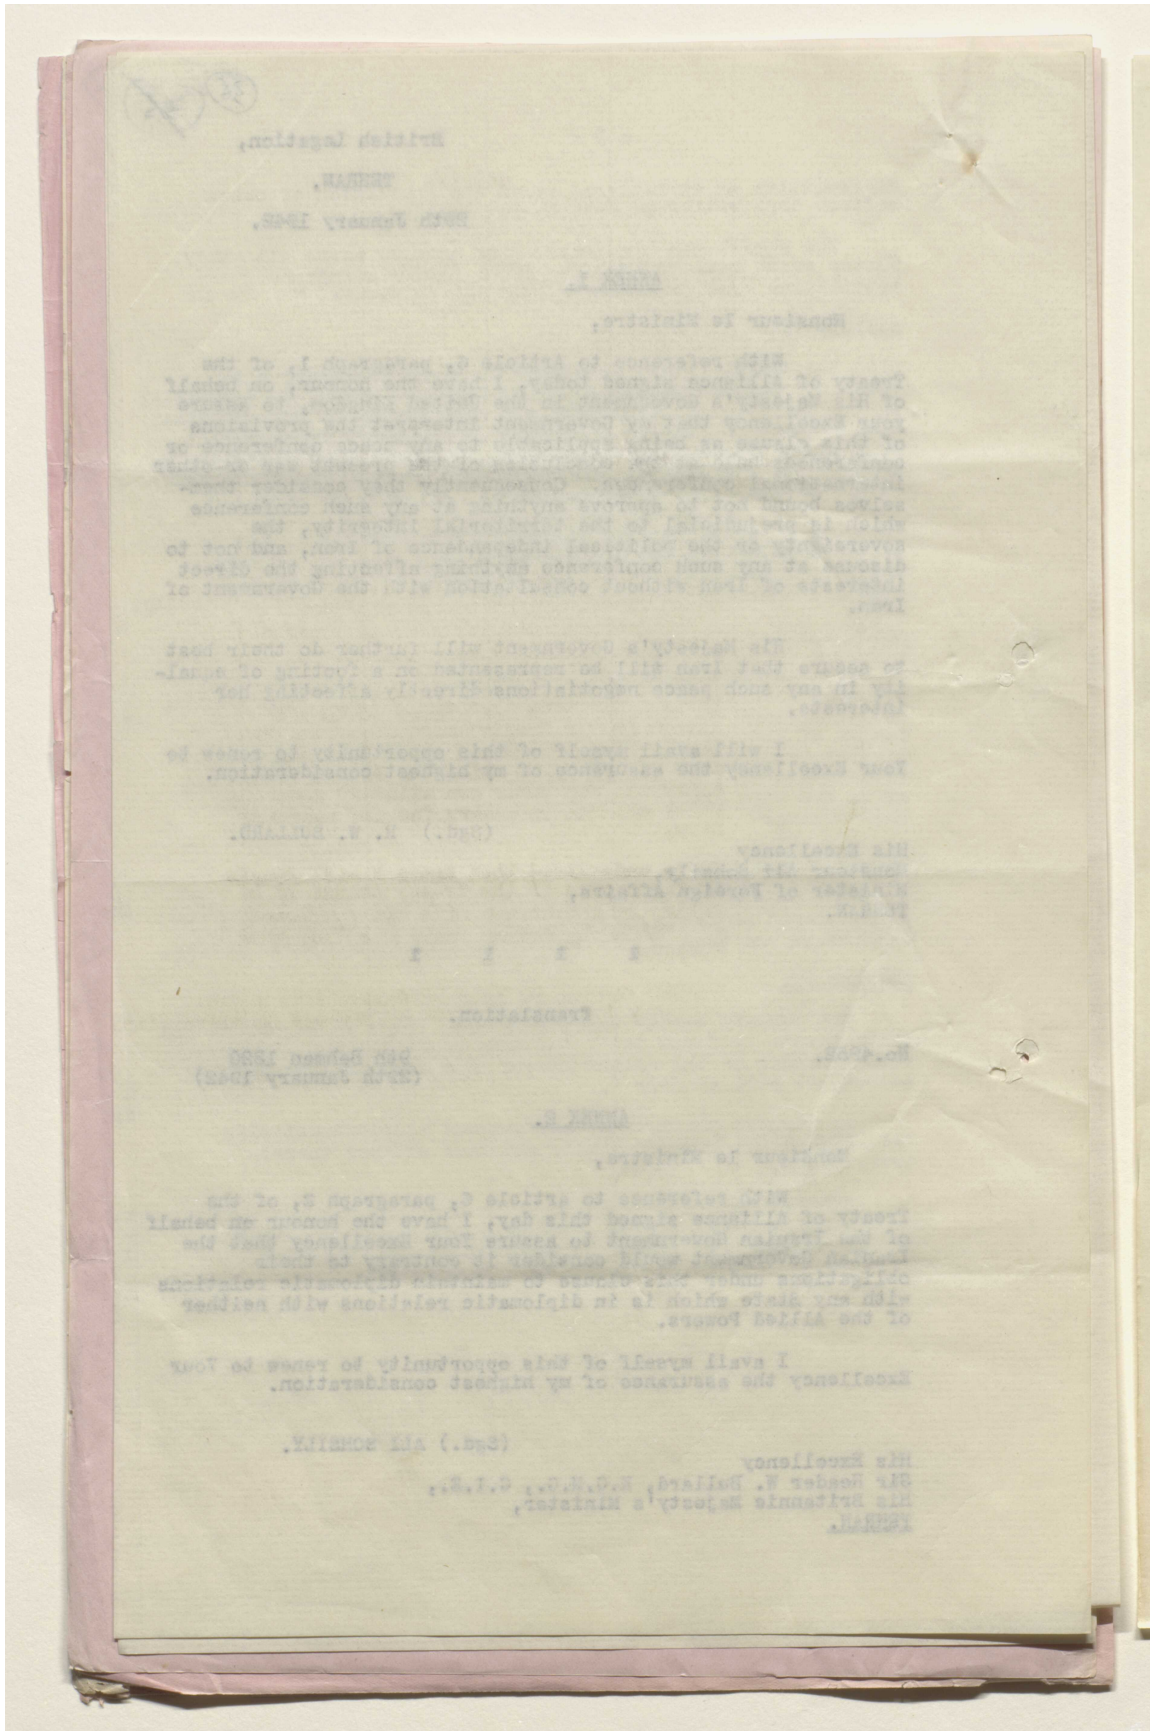 British Legation,
TEHRAN.
29th January 1942.
ANNEX 1.
Monsieur le Ministre,
With reference to Article 6, paragraph 1, of the
Treaty of Alliance signed today, I have the honour, on behalf
of His Majesty's Government in the United Kingdom, to assure
your Excellency that my Government interpret the provisions
of this clause as being applicable to any peace conference or
conferences held at the conclusion of the present war or other
international conferences. Consequently they consider them-
selves bound not to approve anything at any such conference
which is prejudicial to the territorial integrity, the
sovereignty or the political independence of Iran, and not to
discuss at any such conference anything affecting the direct
interests of Iran without consultation with the Government of
Iran.
His Majesty's Government will further do their best
to secure that Iran will be represented on a footing of equal-
ity in any such peace negotiations directly affecting her
interests.
I will avail myself of this opportunity to renew to
Your Excellency the assurance of my highest consideration.
(Sgd.) R. W. BULLARD.
His Excellency
Monsieur Ali Soheily,
Minister of Foreign Affairs,
TEHRAN.
Translation.
9th Bahman 1320
(29th January 1942)
ANNEX 2.
Monsieur le Ministre,
With reference to Article 6, paragraph 2, of the
Treaty of Alliance signed this day, I have the honour on behalf
of the Iranian Government to assure Your Excellency that the
Iranian Government would consider it contrary to their
obligations under this clause to maintain diplomatic relations
with any State which is in diplomatic relations with neither
of the Allied Powers.
I avail myself of this opportunity to renew to Your
Excellency the assurance of my highest consideration.
(Sgd.) ALI SOHEILY.
His Excellency
Sir Reader W. Bullard, K.C.M.G., C.I.E.,
His Britannic Majesty's Minister,
TEHRAN.